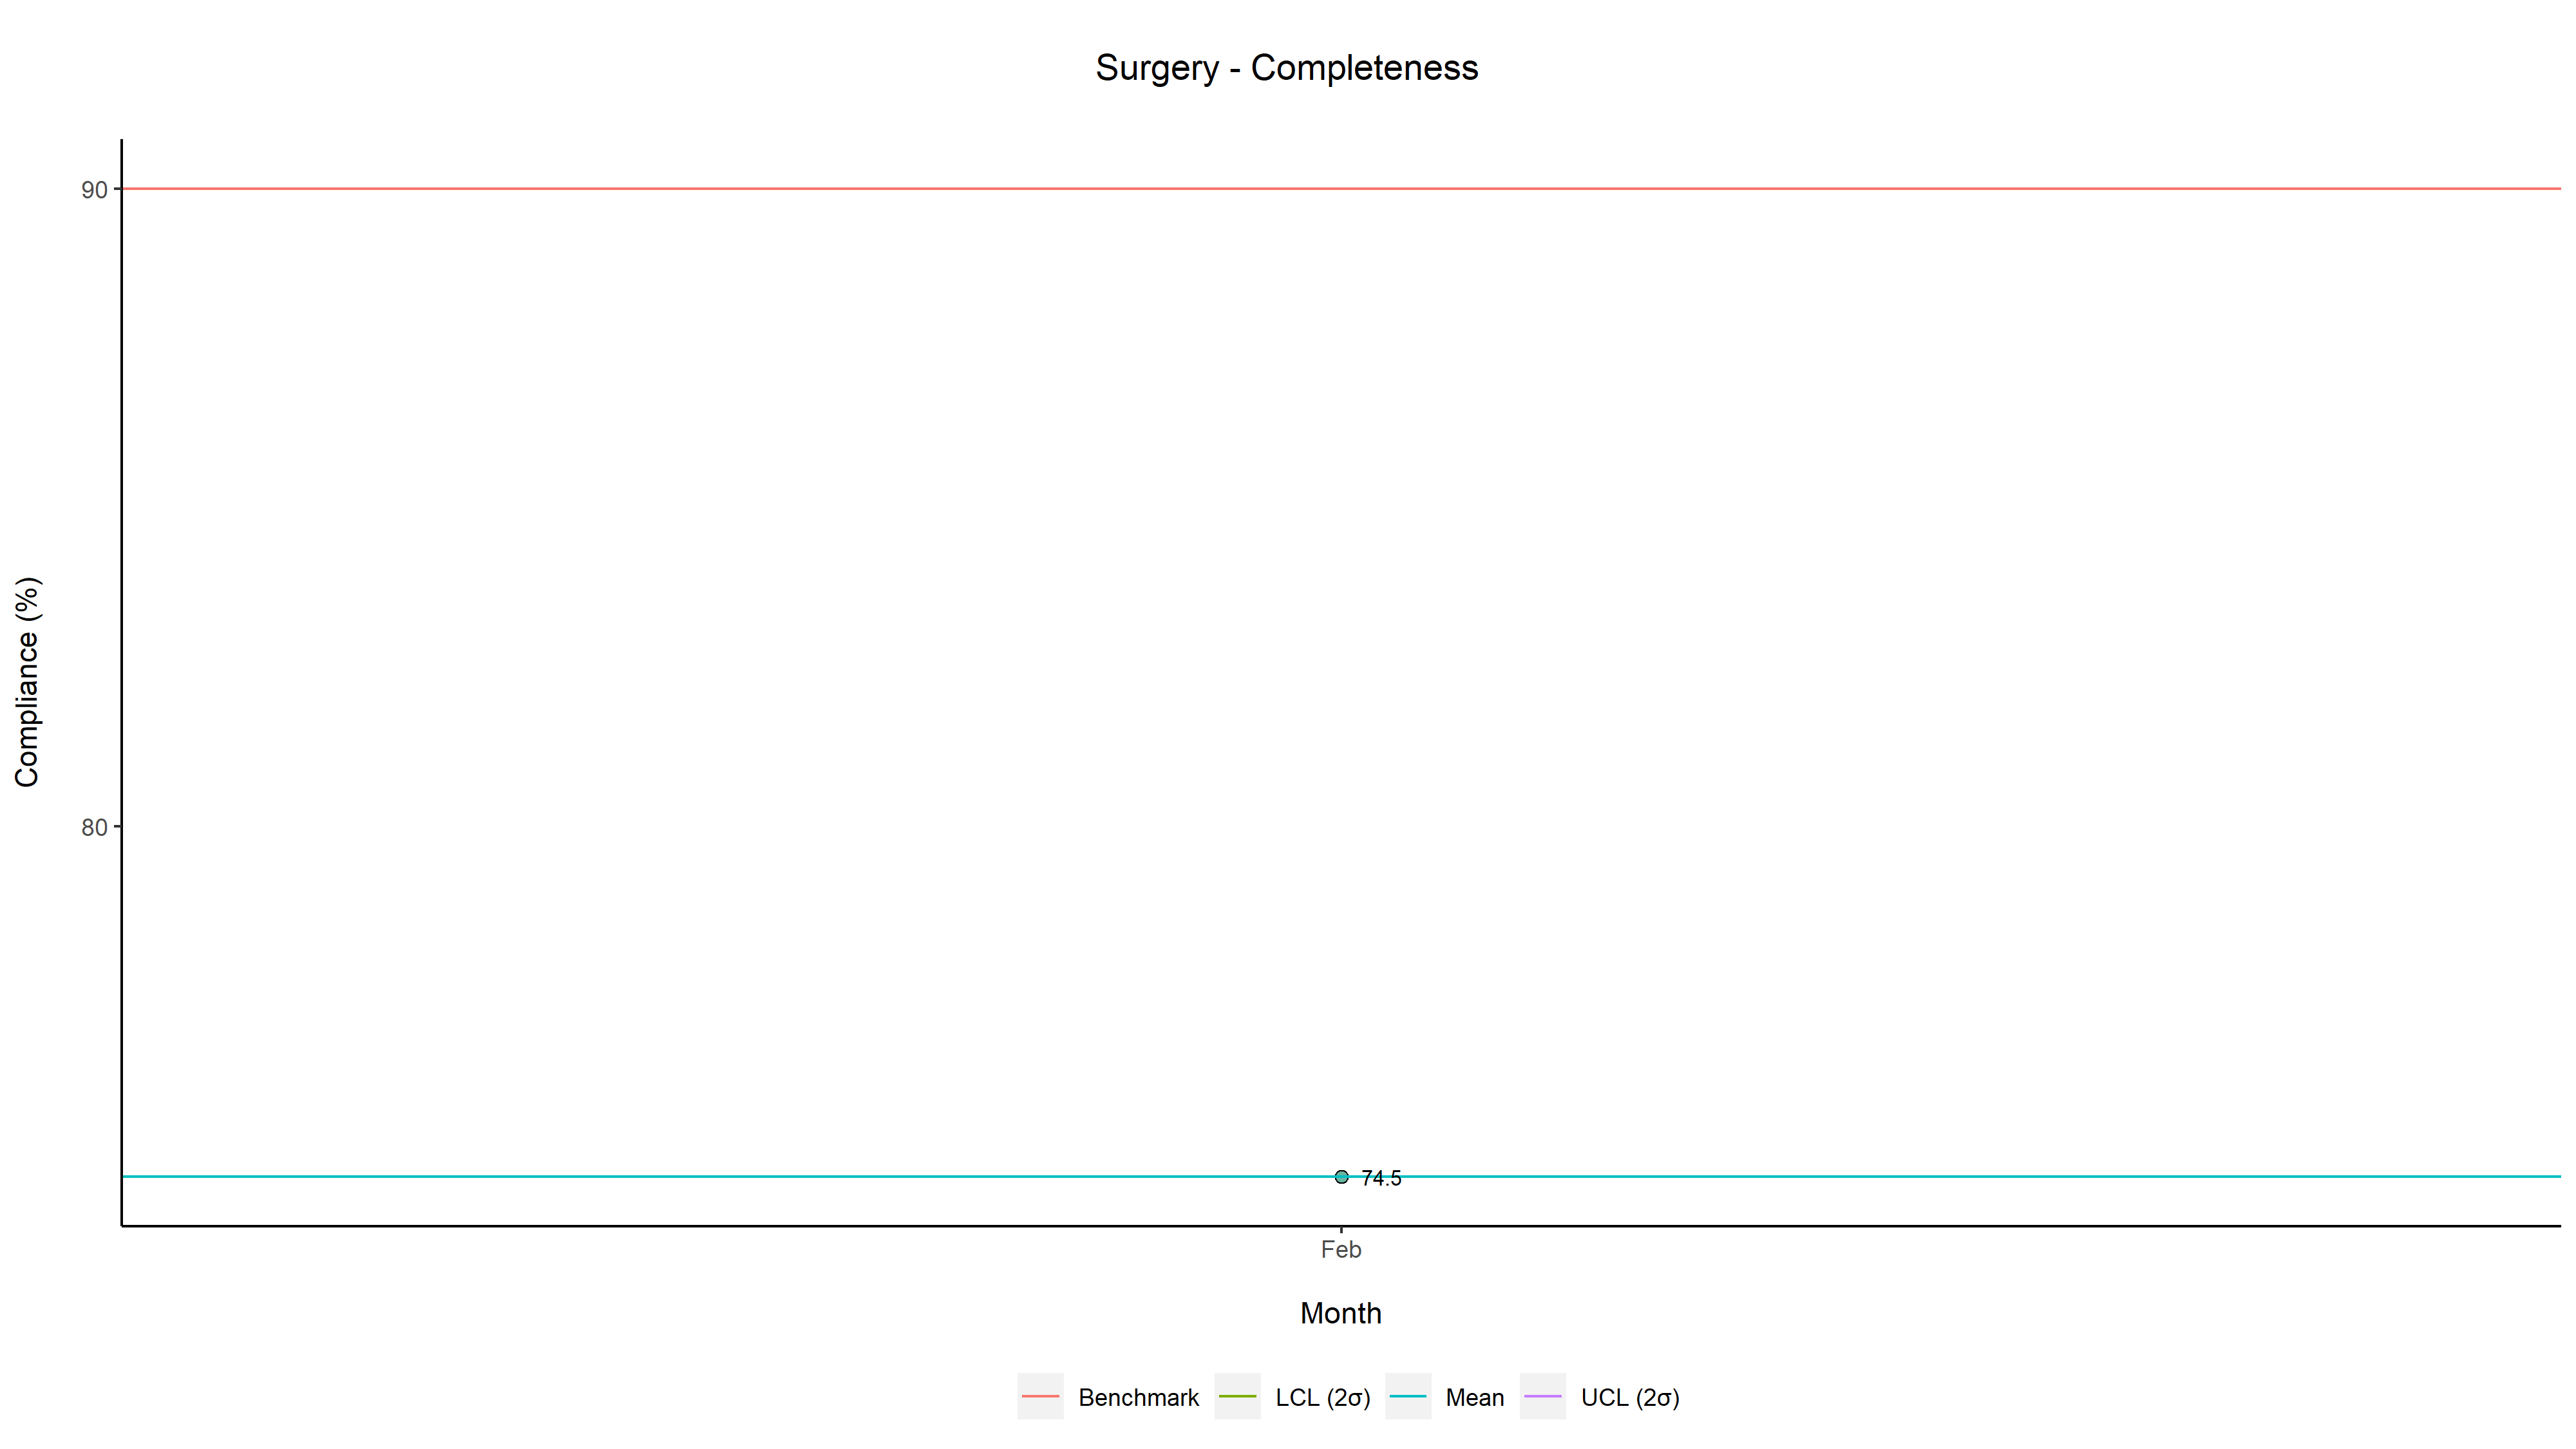 Surgery - Completeness
Compliance (%)
90
80
74.5
Feb
Month
Benchmark LCL (2σ) Mean UCL (2σ)